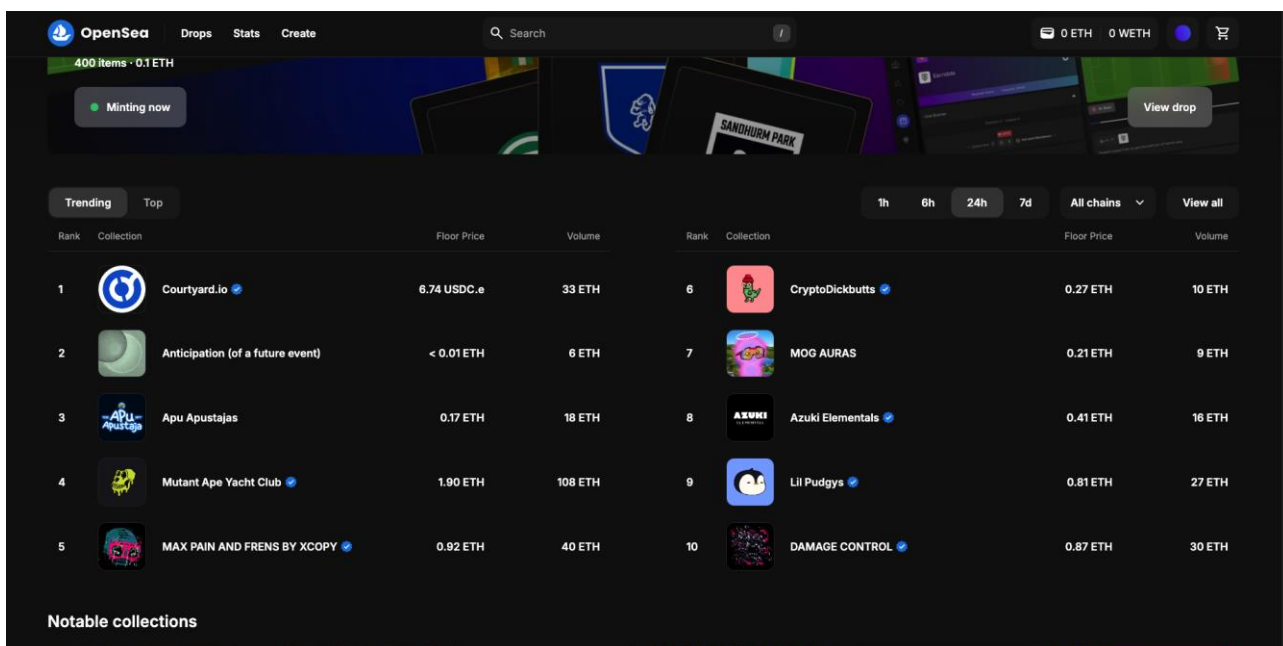 OpenSea Drops Stats Create Search / 0 ETH 0 WETH
400 items · 0.1 ETH
Minting now
View drop
SANDHURM PARK
Trending Top 1h 6h 24h 7d All chains View all
Rank Collection Floor Price Volume Rank Collection Floor Price Volume
1 Courtyard.io 6.74 USDC.e 33 ETH 6 CryptoDickbutts 0.27 ETH 10 ETH
2 Anticipation (of a future event) < 0.01 ETH 6 ETH 7 MOG AURAS 0.21 ETH 9 ETH
3 -APU- Apustaja Apu Apustajas 0.17 ETH 18 ETH 8 AZUKI Azuki Elementals 0.41 ETH 16 ETH
4 Mutant Ape Yacht Club 1.90 ETH 108 ETH 9 Lil Pudgys 0.81 ETH 27 ETH
5 MAX PAIN AND FRENS BY XCOPY 0.92 ETH 40 ETH 10 DAMAGE CONTROL 0.87 ETH 30 ETH
Notable collections